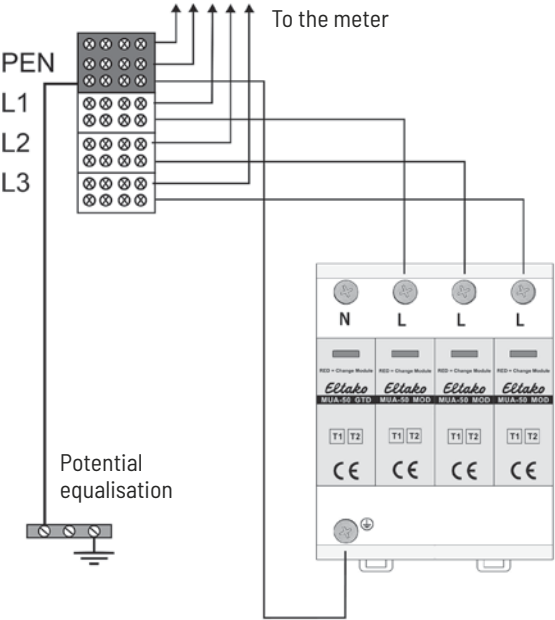 To the meter
PEN
L1
L2
L3
N L L L
RED = Change Module RED = Change Module RED = Change Module RED = Change Module
Eltako Eltako Eltako Eltako
MUA-50 GTD MUA-50 MOD MUA-50 MOD MUA-50 MOD
T1 T2 T1 T2 T1 T2 T1 T2
CE CE CE CE
Potential
equalisation